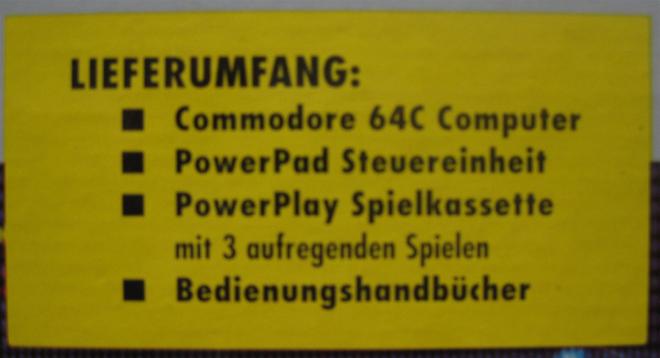 LIEFERUMFANG:
■ Commodore 64C Computer
■ PowerPad Steuereinheit
■ PowerPlay Spielkassette
mit 3 aufregenden Spielen
■ Bedienungshandbücher